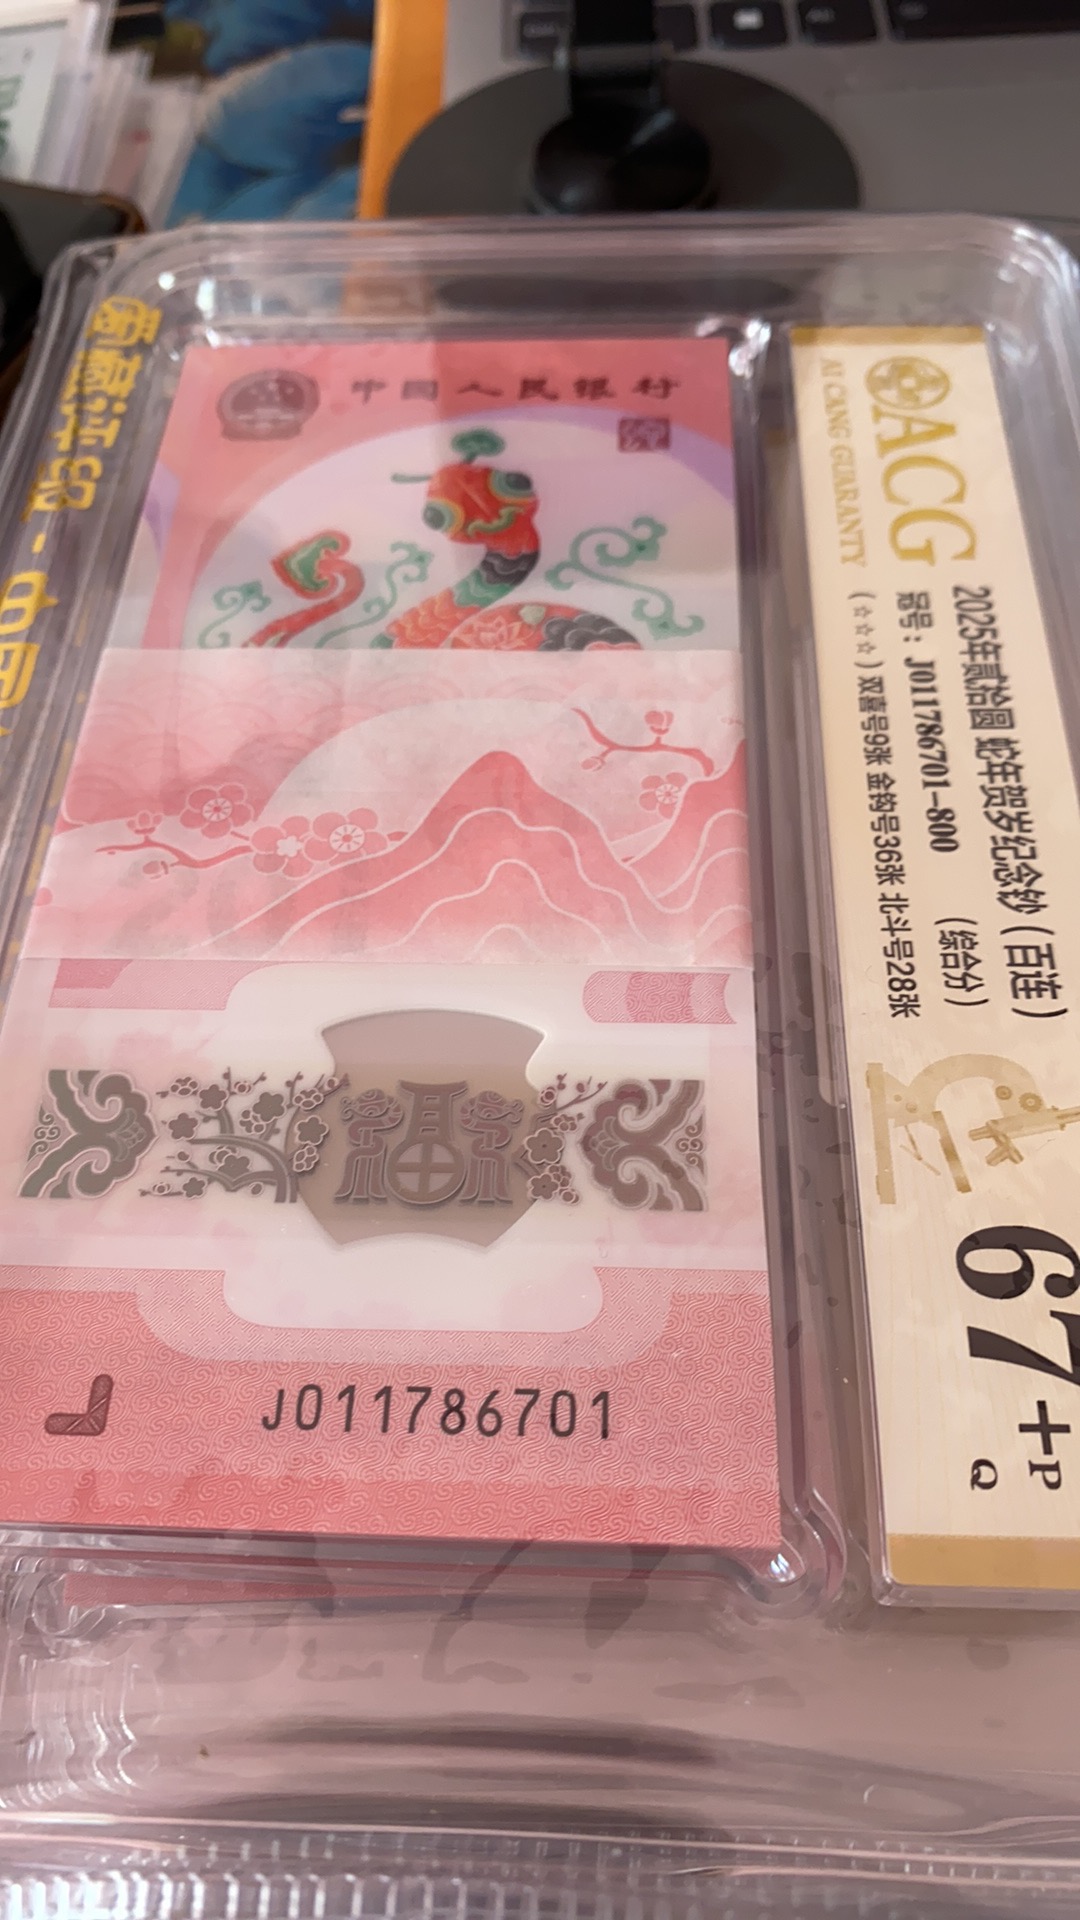 中国人民银行
J011786701
ACG
AI CANG GUARANTY
2025年贰拾圆 蛇年贺岁纪念钞（百连）
冠号：J011786701-800 （综合分）
（☆☆☆）双喜号9张 金钩号36张 北斗号28张
67+
P
Q